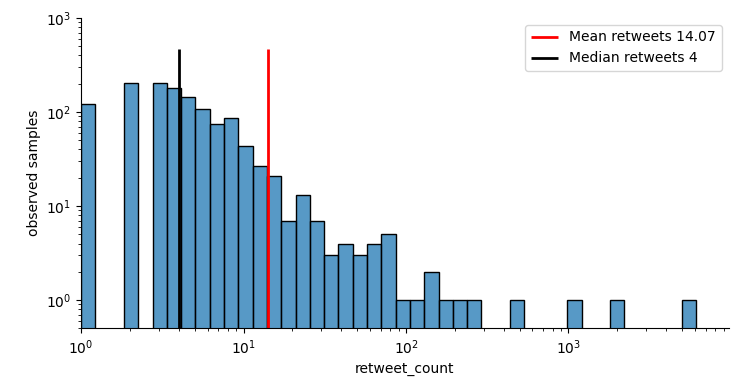 10³
Mean retweets 14.07
Median retweets 4
10²
observed samples
10¹
10⁰
10⁰ 10¹ 10² 10³
retweet_count